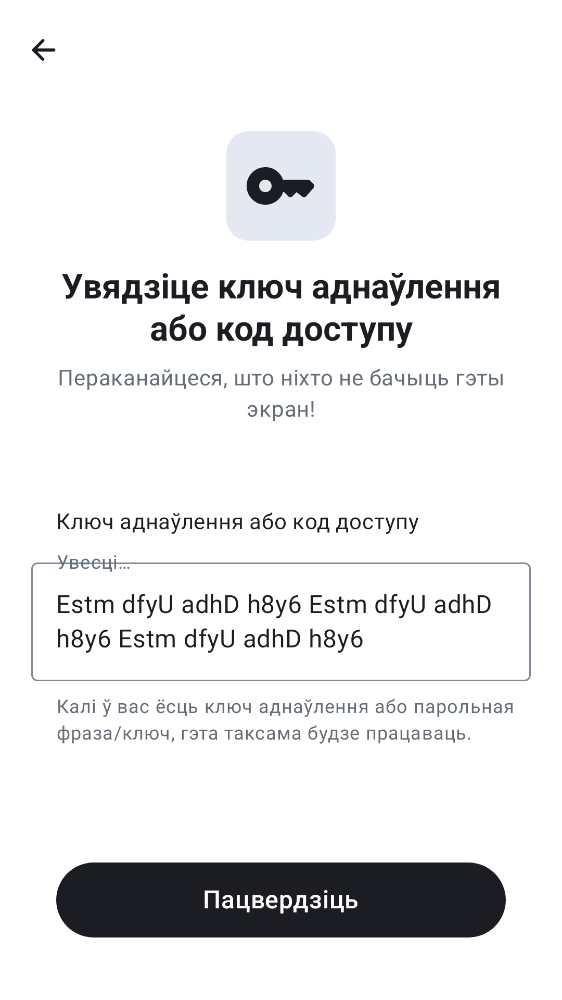 Увядзіце ключ аднаўлення
або код доступу
Пераканайцеся, што ніхто не бачыць гэты
экран!
Ключ аднаўлення або код доступу
Увесці…
Estm dfyU adhD h8y6 Estm dfyU adhD
h8y6 Estm dfyU adhD h8y6
Калі ў вас ёсць ключ аднаўлення або парольная
фраза/ключ, гэта таксама будзе працаваць.
Пацвердзіць